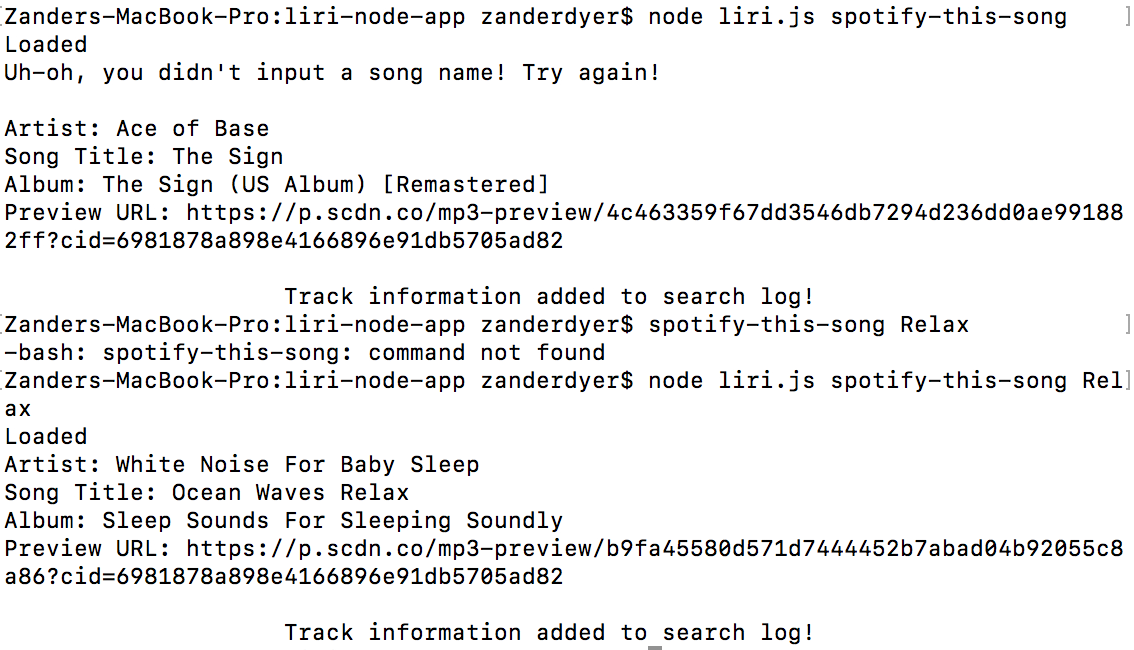 [Zanders-MacBook-Pro:liri-node-app zanderdyer$ node liri.js spotify-this-song ]
Loaded
Uh-oh, you didn't input a song name! Try again!
Artist: Ace of Base
Song Title: The Sign
Album: The Sign (US Album) [Remastered]
Preview URL: https://p.scdn.co/mp3-preview/4c463359f67dd3546db7294d236dd0ae99188
2ff?cid=6981878a898e4166896e91db5705ad82
Track information added to search log!
[Zanders-MacBook-Pro:liri-node-app zanderdyer$ spotify-this-song Relax ]
-bash: spotify-this-song: command not found
[Zanders-MacBook-Pro:liri-node-app zanderdyer$ node liri.js spotify-this-song Rel]
ax
Loaded
Artist: White Noise For Baby Sleep
Song Title: Ocean Waves Relax
Album: Sleep Sounds For Sleeping Soundly
Preview URL: https://p.scdn.co/mp3-preview/b9fa45580d571d7444452b7abad04b92055c8
a86?cid=6981878a898e4166896e91db5705ad82
Track information added to search log!